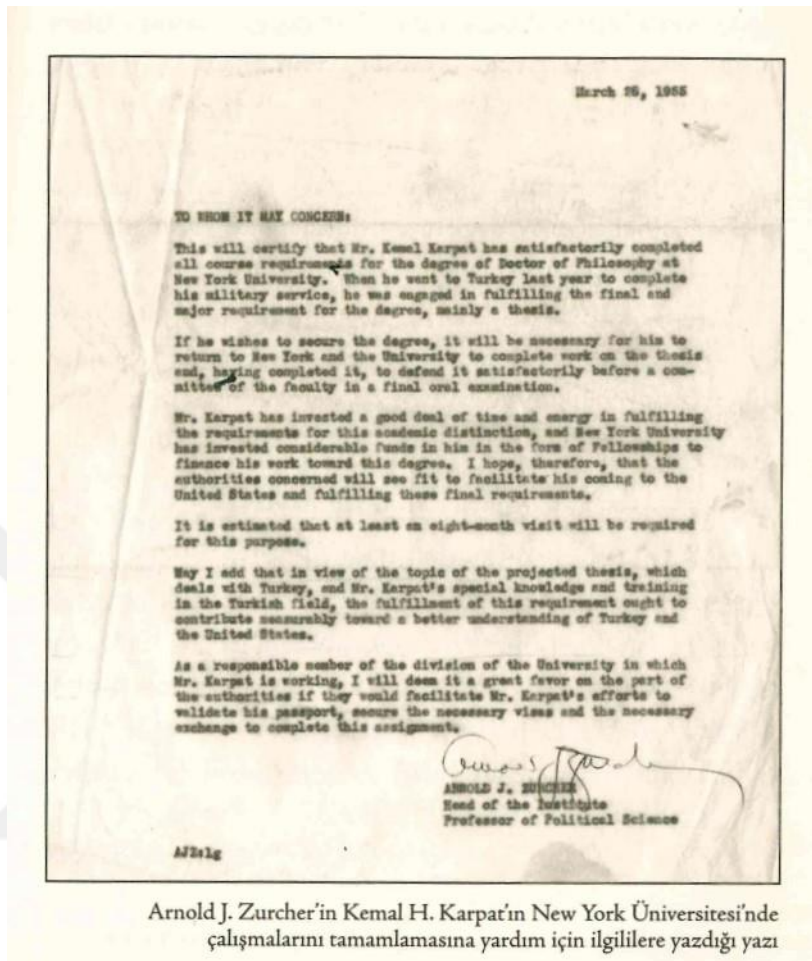 March 25, 1955
TO WHOM IT MAY CONCERN:
This will certify that Mr. Kemal Karpat has satisfactorily completed
all course requirements for the degree of Doctor of Philosophy at
New York University. When he went to Turkey last year to complete
his military service, he was engaged in fulfilling the final and
major requirement for the degree, mainly a thesis.
If he wishes to secure the degree, it will be necessary for him to
return to New York and the University to complete work on the thesis
and, having completed it, to defend it satisfactorily before a com-
mittee of the faculty in a final oral examination.
Mr. Karpat has invested a good deal of time and energy in fulfilling
the requirements for this academic distinction, and New York University
has invested considerable funds in him in the form of Fellowships to
finance his work toward this degree. I hope, therefore, that the
authorities concerned will see fit to facilitate his coming to the
United States and fulfilling these final requirements.
It is estimated that at least an eight-month visit will be required
for this purpose.
May I add that in view of the topic of the projected thesis, which
deals with Turkey, and Mr. Karpat's special knowledge and training
in the Turkish field, the fulfillment of this requirement ought to
contribute measurably toward a better understanding of Turkey and
the United States.
As a responsible member of the division of the University in which
Mr. Karpat is working, I will deem it a great favor on the part of
the authorities if they would facilitate Mr. Karpat's efforts to
validate his passport, secure the necessary visas and the necessary
exchange to complete this assignment.
ARNOLD J. ZURCHER
Head of the Institute
Professor of Political Science
AJZ:lg
Arnold J. Zurcher'in Kemal H. Karpat'ın New York Üniversitesi'nde
çalışmalarını tamamlamasına yardım için ilgililere yazdığı yazı